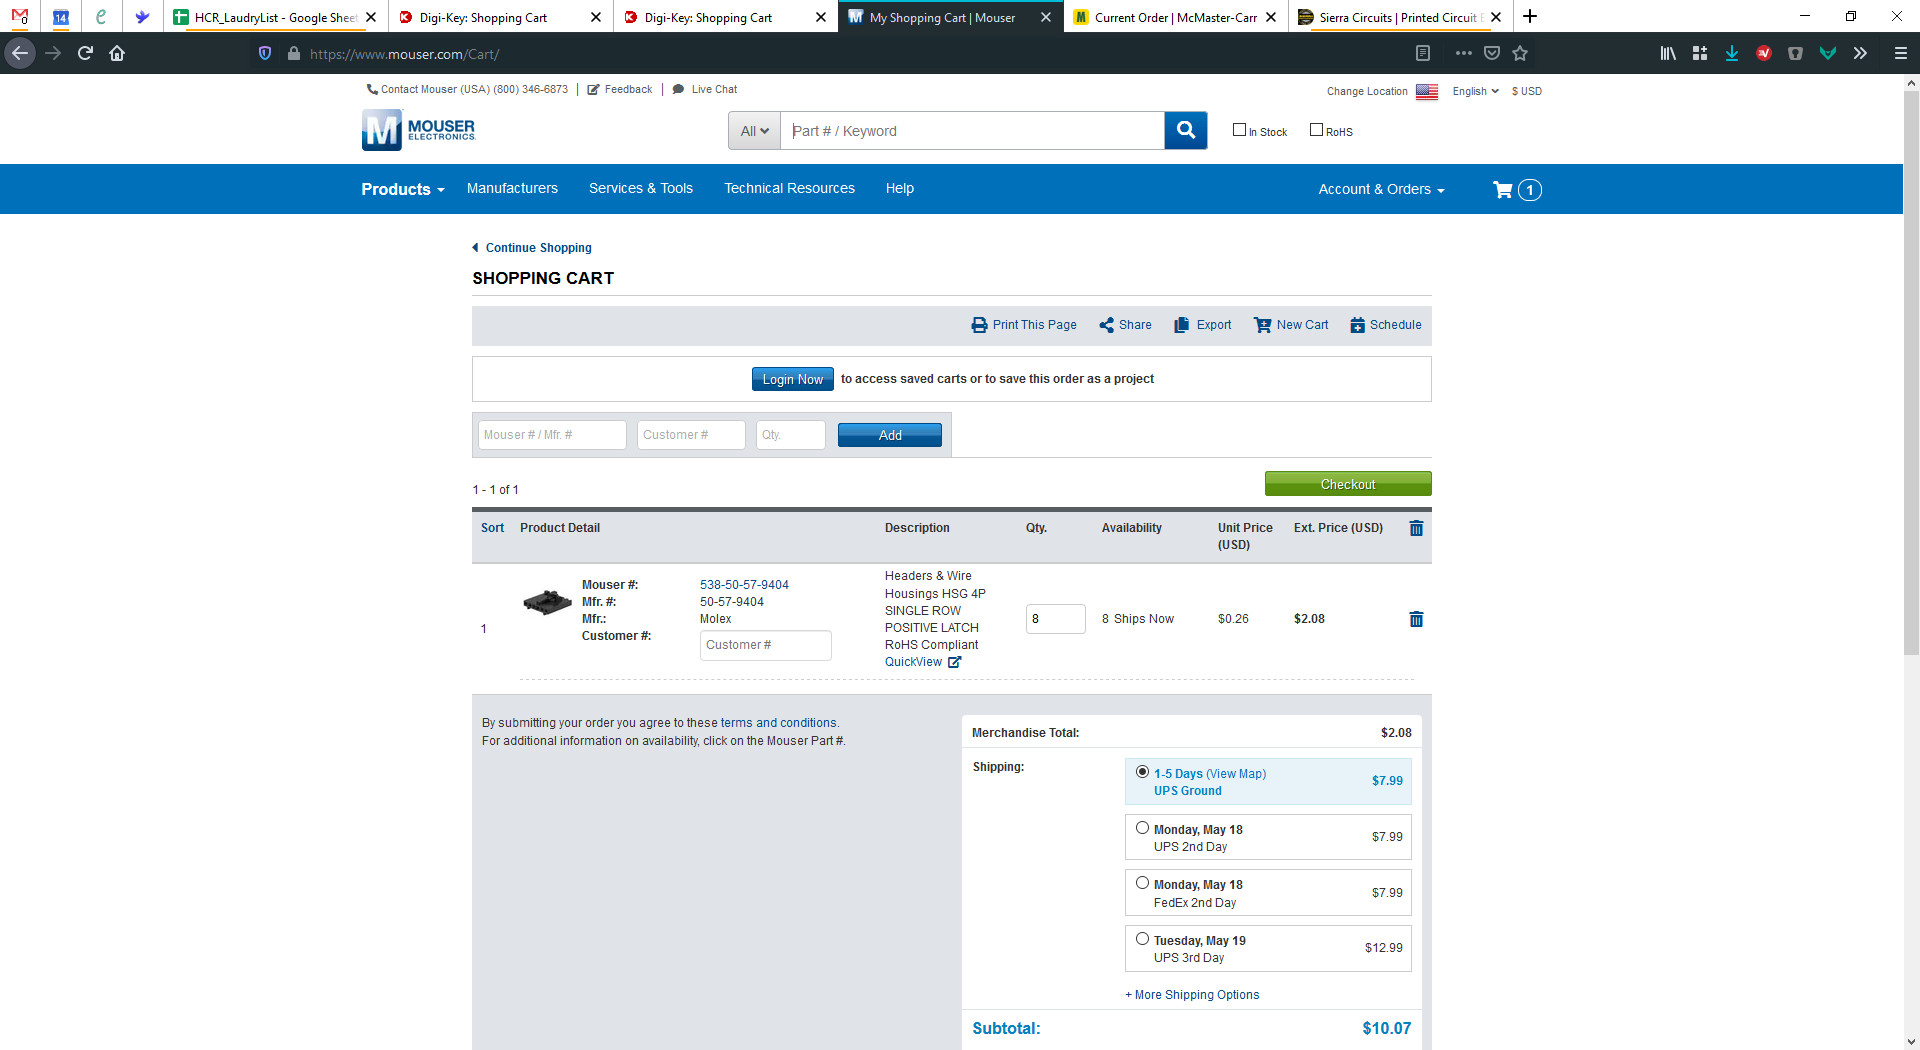 HCR_LaudryList - Google Sheet
Digi-Key: Shopping Cart
Digi-Key: Shopping Cart
My Shopping Cart | Mouser
Current Order | McMaster-Carr
Sierra Circuits | Printed Circuit
https://www.mouser.com/Cart/
Contact Mouser (USA) (800) 346-6873 | Feedback | Live Chat
Change Location English $ USD
M MOUSER
ELECTRONICS.
All Part # / Keyword
In Stock RoHS
Products Manufacturers Services & Tools Technical Resources Help Account & Orders 1
Continue Shopping
SHOPPING CART
Print This Page Share Export New Cart Schedule
Login Now to access saved carts or to save this order as a project
Mouser # / Mfr. # Customer # Qty. Add
1 - 1 of 1
Checkout
Sort Product Detail Description Qty. Availability Unit Price (USD) Ext. Price (USD)
1
Mouser #: 538-50-57-9404
Mfr. #: 50-57-9404
Mfr.: Molex
Customer #: Customer #
Headers & Wire
Housings HSG 4P
SINGLE ROW
POSITIVE LATCH
RoHS Compliant
QuickView
8
8 Ships Now
$0.26
$2.08
By submitting your order you agree to these terms and conditions.
For additional information on availability, click on the Mouser Part #.
Merchandise Total: $2.08
Shipping:
1-5 Days (View Map)
UPS Ground
$7.99
Monday, May 18
UPS 2nd Day
$7.99
Monday, May 18
FedEx 2nd Day
$7.99
Tuesday, May 19
UPS 3rd Day
$12.99
+ More Shipping Options
Subtotal: $10.07